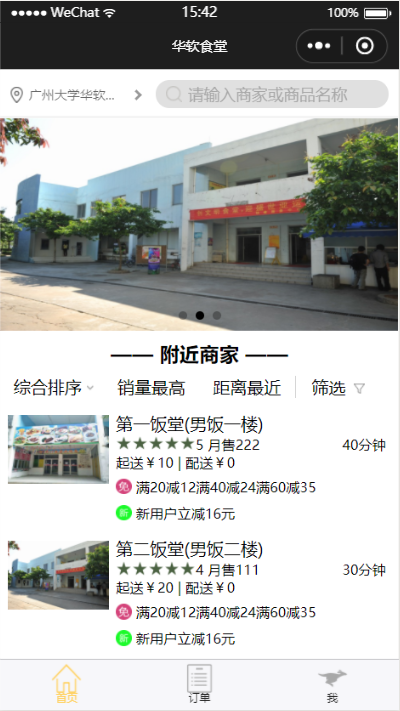 WeChat 15:42 100%
华软食堂
广州大学华软... 请输入商家或商品名称
—— 附近商家 ——
综合排序 销量最高 距离最近 筛选
第一饭堂(男饭一楼)
★★★★★5 月售222 40分钟
起送￥10 | 配送￥0
免 满20减12满40减24满60减35
新 新用户立减16元
第二饭堂(男饭二楼)
★★★★★4 月售111 30分钟
起送￥20 | 配送￥0
免 满20减12满40减24满60减35
新 新用户立减16元
首页 订单 我